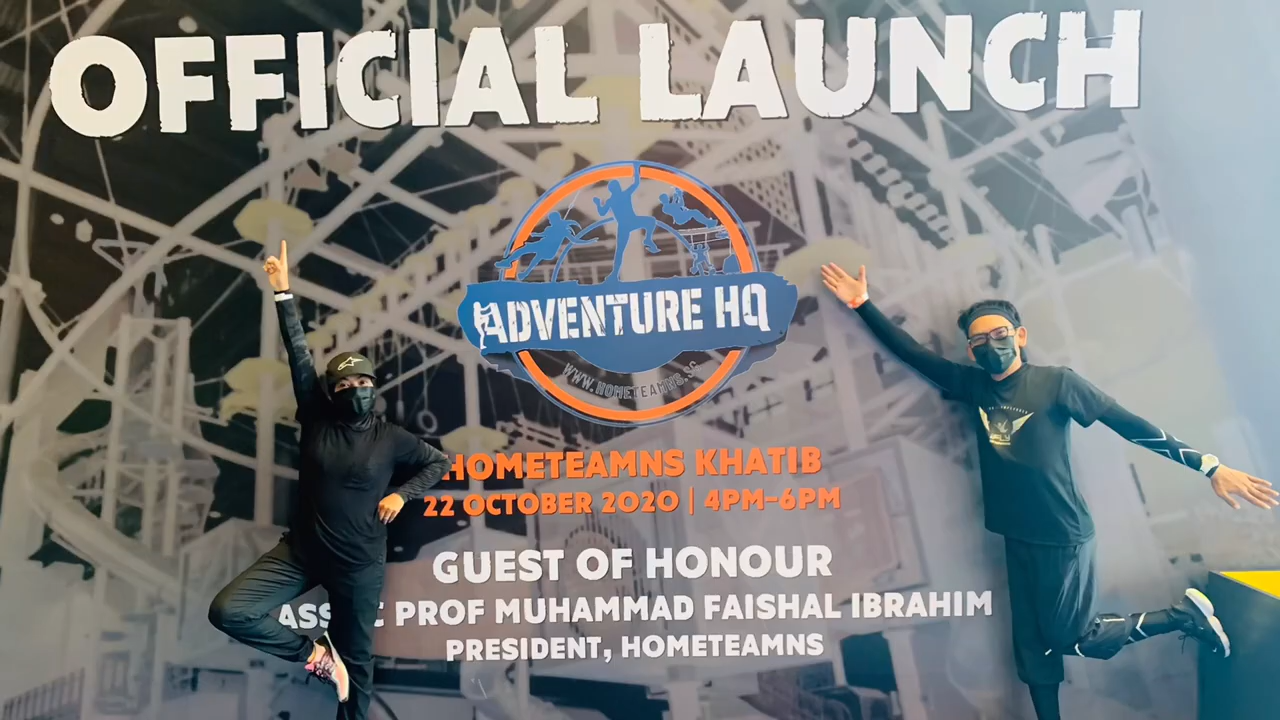 OFFICIAL LAUNCH
ADVENTURE HQ
WWW.HOMETEAMNS.SG
HOMETEAMNS KHATIB
22 OCTOBER 2020 | 4PM-6PM
GUEST OF HONOUR
PROF MUHAMMAD FAISHAL IBRAHIM
PRESIDENT, HOMETEAMNS